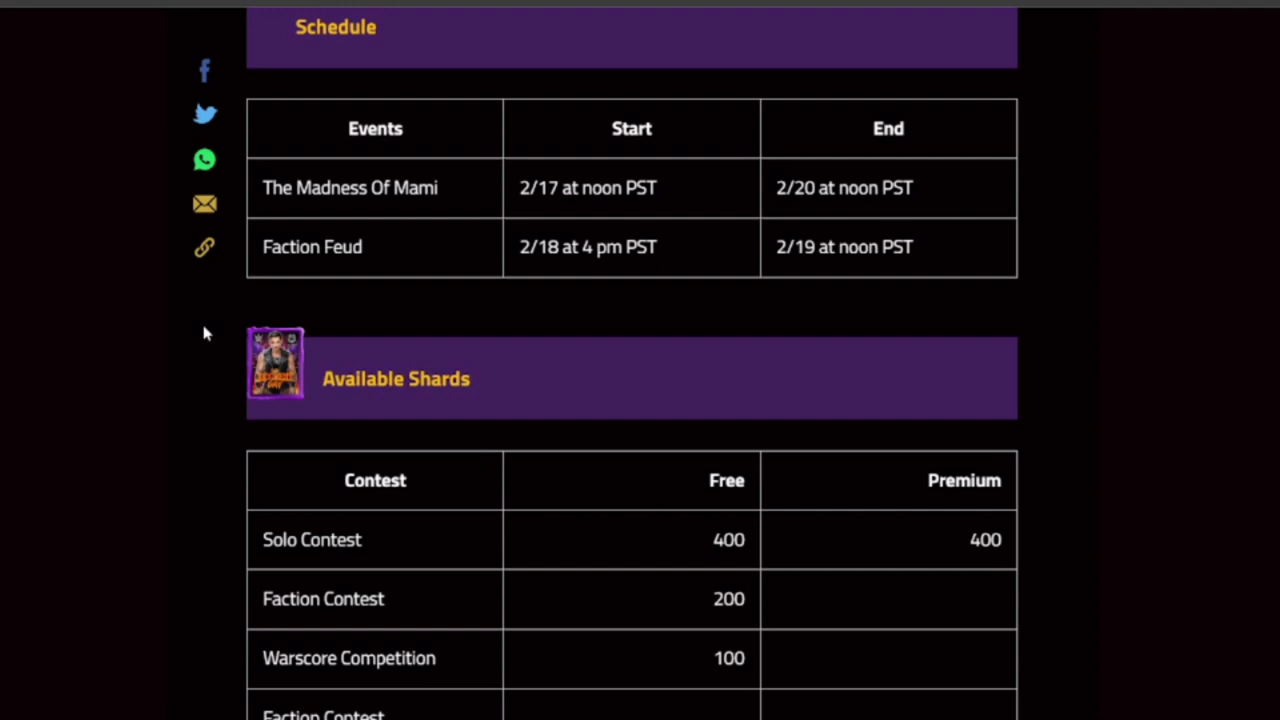 Schedule
Events Start End
The Madness Of Mami 2/17 at noon PST 2/20 at noon PST
Faction Feud 2/18 at 4 pm PST 2/19 at noon PST
Available Shards
Contest Free Premium
Solo Contest 400 400
Faction Contest 200
Warscore Competition 100
Faction Contest